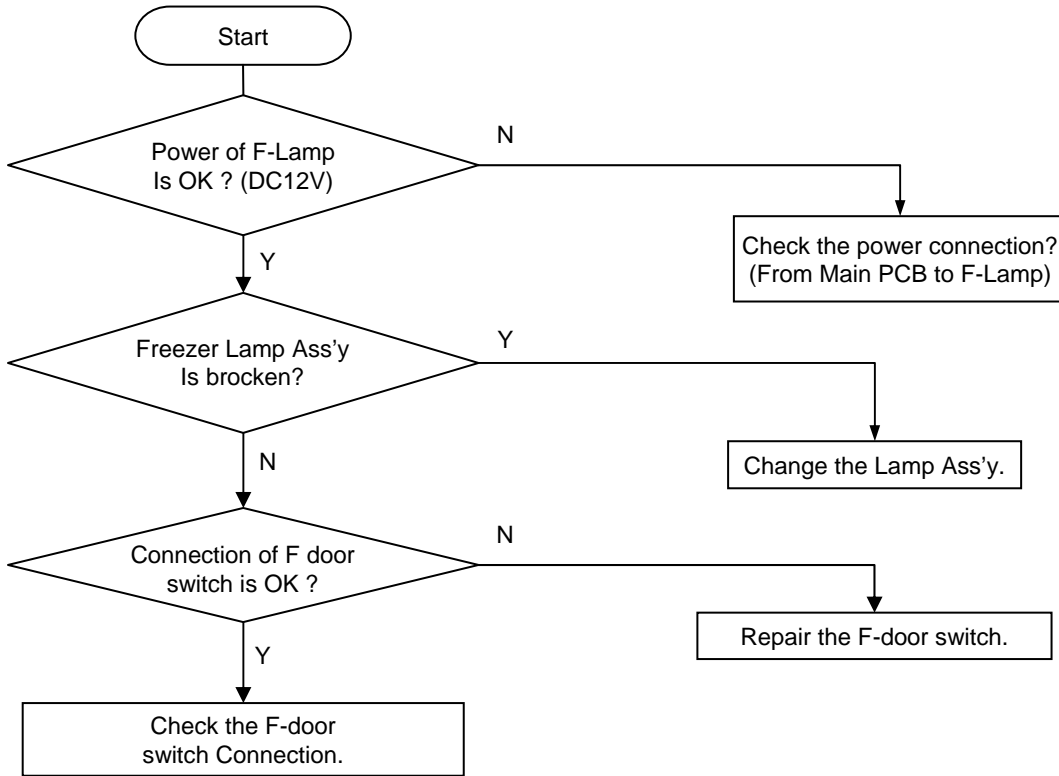 Start
Power of F-Lamp
Is OK ? (DC12V)
N
Y
Check the power connection?
(From Main PCB to F-Lamp)
Freezer Lamp Ass'y
Is brocken?
Y
N
Change the Lamp Ass'y.
Connection of F door
switch is OK ?
N
Y
Repair the F-door switch.
Check the F-door
switch Connection.